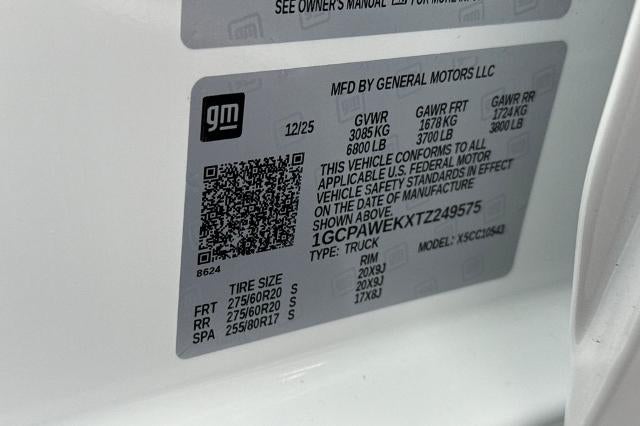 SEE OWNER'S MANUAL FOR MORE INFO
MFD BY GENERAL MOTORS LLC
gm
12/25
GVWR GAWR FRT GAWR RR
3085 KG 1678 KG 1724 KG
6800 LB 3700 LB 3800 LB
THIS VEHICLE CONFORMS TO ALL
APPLICABLE U.S. FEDERAL MOTOR
VEHICLE SAFETY STANDARDS IN EFFECT
ON THE DATE OF MANUFACTURE
SHOWN ABOVE.
1GCPAWEKXTZ249575
TYPE: TRUCK MODEL: X5CC10543
8624
TIRE SIZE RIM
FRT 275/60R20 S 20X9J
RR 275/60R20 S 20X9J
SPA 255/80R17 S 17X8J